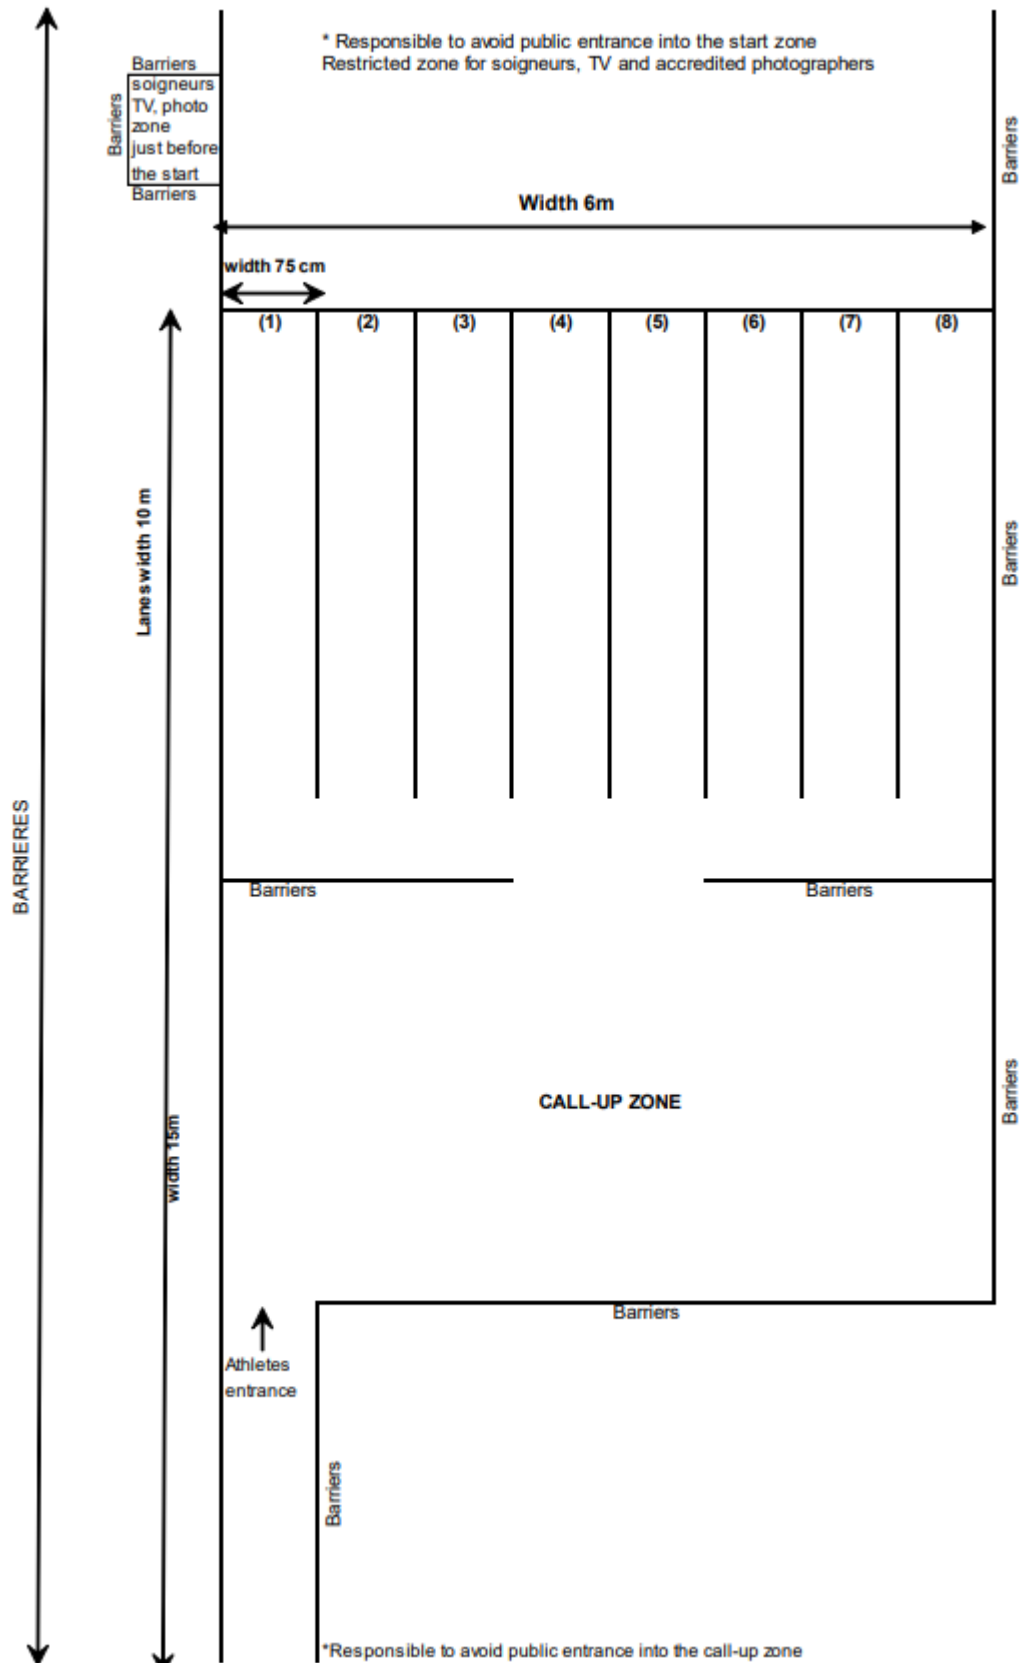 * Responsible to avoid public entrance into the start zone
Restricted zone for soigneurs, TV and accredited photographers
Barriers
Barriers
soigneurs
TV, photo
zone
just before
the start
Barriers
Barriers
Width 6m
width 75 cm
(1) (2) (3) (4) (5) (6) (7) (8)
Lanes width 10 m
Barriers
BARRIERES
Barriers
Barriers
CALL-UP ZONE
Barriers
width 15m
Barriers
Athletes
entrance
Barriers
*Responsible to avoid public entrance into the call-up zone